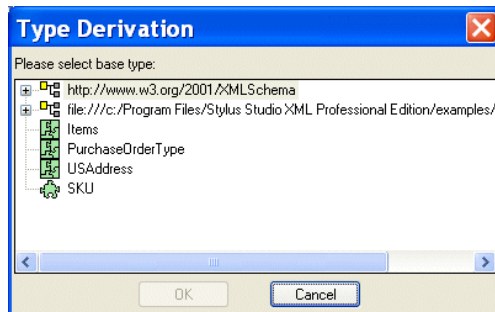 Type Derivation
Please select base type:
http://www.w3.org/2001/XMLSchema
file:///c:/Program Files/Stylus Studio XML Professional Edition/examples/
Items
PurchaseOrderType
USAddress
SKU
OK
Cancel